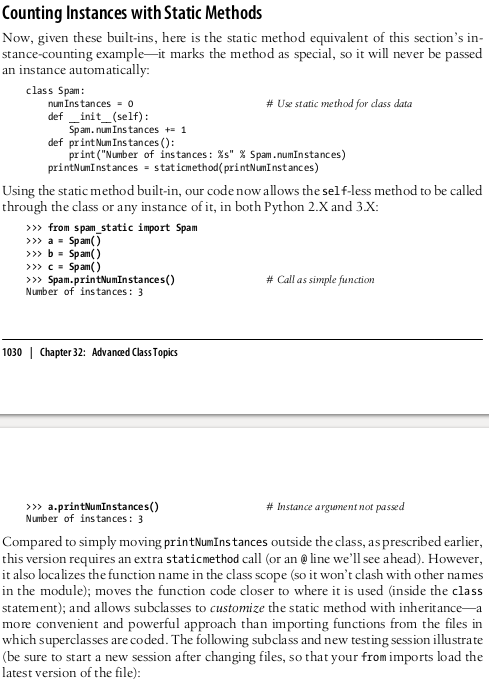 Counting Instances with Static Methods
Now, given these built-ins, here is the static method equivalent of this section's in-
stance-counting example—it marks the method as special, so it will never be passed
an instance automatically:
class Spam:
    numInstances = 0                        # Use static method for class data
    def __init__(self):
        Spam.numInstances += 1
    def printNumInstances():
        print("Number of instances: %s" % Spam.numInstances)
    printNumInstances = staticmethod(printNumInstances)
Using the static method built-in, our code now allows the self-less method to be called
through the class or any instance of it, in both Python 2.X and 3.X:
>>> from spam_static import Spam
>>> a = Spam()
>>> b = Spam()
>>> c = Spam()
>>> Spam.printNumInstances()                # Call as simple function
Number of instances: 3
1030 | Chapter 32: Advanced Class Topics
>>> a.printNumInstances()                   # Instance argument not passed
Number of instances: 3
Compared to simply moving printNumInstances outside the class, as prescribed earlier,
this version requires an extra staticmethod call (or an @ line we'll see ahead). However,
it also localizes the function name in the class scope (so it won't clash with other names
in the module); moves the function code closer to where it is used (inside the class
statement); and allows subclasses to customize the static method with inheritance—a
more convenient and powerful approach than importing functions from the files in
which superclasses are coded. The following subclass and new testing session illustrate
(be sure to start a new session after changing files, so that your from imports load the
latest version of the file):